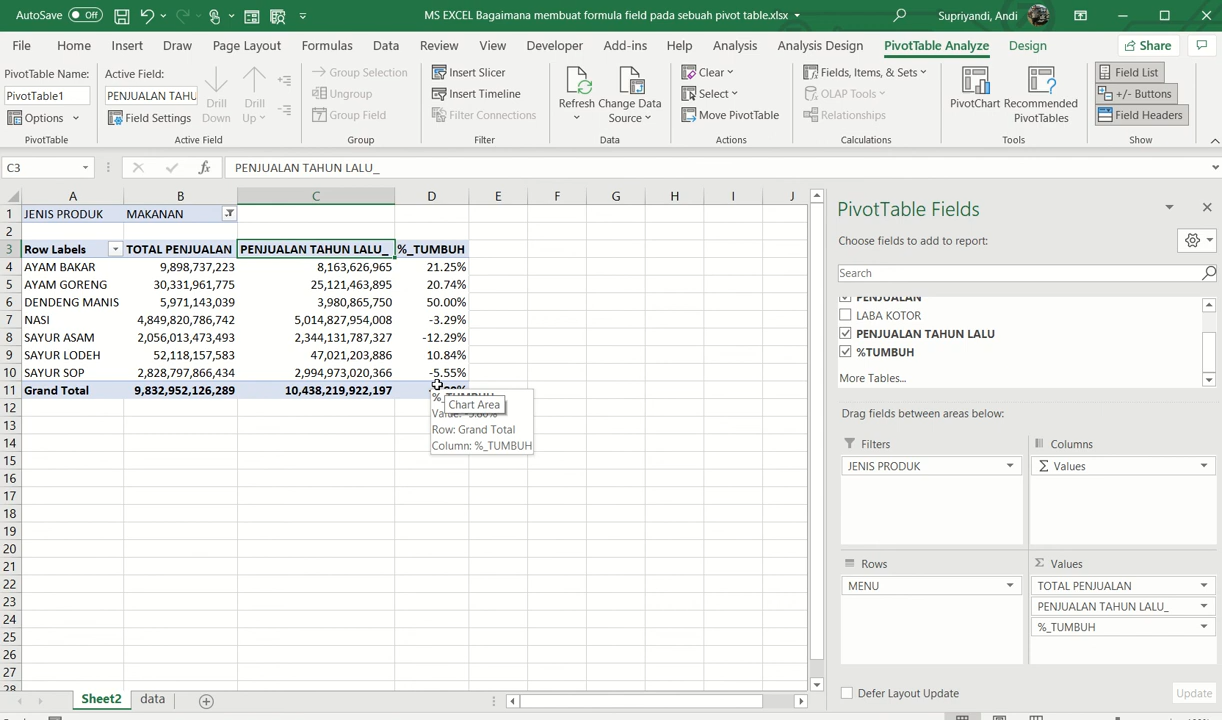 AutoSave Off
MS EXCEL Bagaimana membuat formula field pada sebuah pivot table.xlsx
Supriyandi, Andi
File Home Insert Draw Page Layout Formulas Data Review View Developer Add-ins Help Analysis Analysis Design PivotTable Analyze Design Share
PivotTable Name:
PivotTable1
Options
PivotTable
Active Field:
PENJUALAN TAHU
Field Settings
Drill Down
Drill Up
Active Field
Group Selection
Ungroup
Group Field
Group
Insert Slicer
Insert Timeline
Filter Connections
Filter
Refresh
Change Data Source
Data
Clear
Select
Move PivotTable
Actions
Fields, Items, & Sets
OLAP Tools
Relationships
Calculations
PivotChart
Recommended PivotTables
Tools
Field List
+/- Buttons
Field Headers
Show
C3 fx PENJUALAN TAHUN LALU_
A B C D E F G H I J
1 JENIS PRODUK MAKANAN
2
3 Row Labels TOTAL PENJUALAN PENJUALAN TAHUN LALU_ %_TUMBUH
4 AYAM BAKAR 9,898,737,223 8,163,626,965 21.25%
5 AYAM GORENG 30,331,961,775 25,121,463,895 20.74%
6 DENDENG MANIS 5,971,143,039 3,980,865,750 50.00%
7 NASI 4,849,820,786,742 5,014,827,954,008 -3.29%
8 SAYUR ASAM 2,056,013,473,493 2,344,131,787,327 -12.29%
9 SAYUR LODEH 52,118,157,583 47,021,203,886 10.84%
10 SAYUR SOP 2,828,797,866,434 2,994,973,020,366 -5.55%
11 Grand Total 9,832,952,126,289 10,438,219,922,197
Chart Area
Row: Grand Total
Column: %_TUMBUH
12
13
14
15
16
17
18
19
20
21
22
23
24
25
26
27
28
Sheet2 data
PivotTable Fields
Choose fields to add to report:
Search
PENJUALAN
LABA KOTOR
PENJUALAN TAHUN LALU
%TUMBUH
More Tables...
Drag fields between areas below:
Filters
JENIS PRODUK
Columns
Σ Values
Rows
MENU
Σ Values
TOTAL PENJUALAN
PENJUALAN TAHUN LALU_
%_TUMBUH
Defer Layout Update
Update